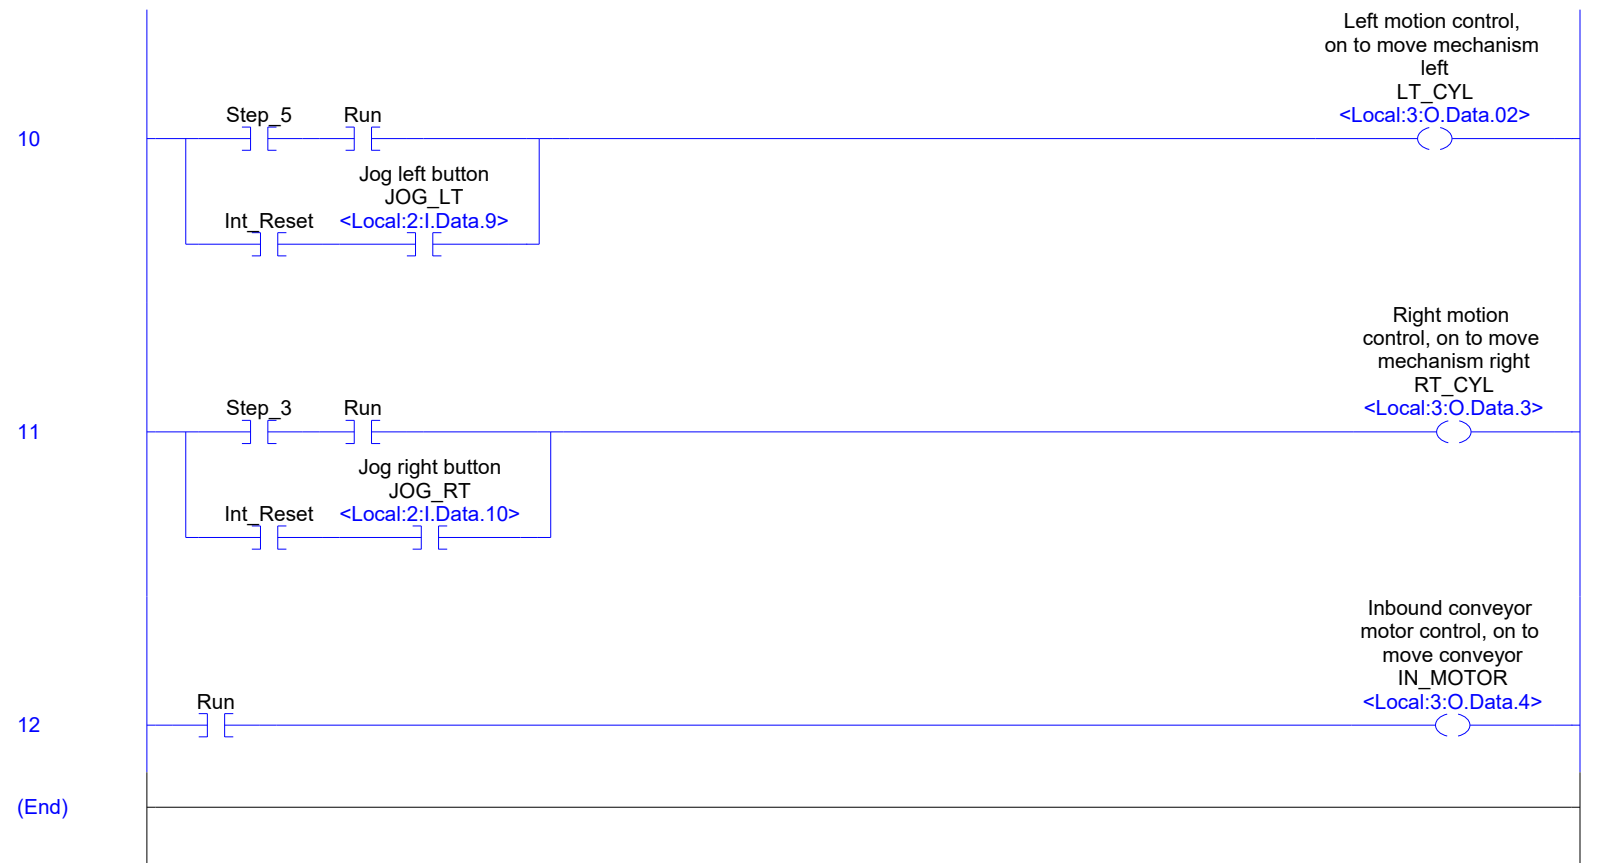 Left motion control,
on to move mechanism
left
LT_CYL
<Local:3:O.Data.02>
Step_5
Run
10
Jog left button
JOG_LT
Int_Reset
<Local:2:I.Data.9>
Right motion
control, on to move
mechanism right
RT_CYL
<Local:3:O.Data.3>
Step_3
Run
11
Jog right button
JOG_RT
Int_Reset
<Local:2:I.Data.10>
Inbound conveyor
motor control, on to
move conveyor
IN_MOTOR
<Local:3:O.Data.4>
Run
12
(End)